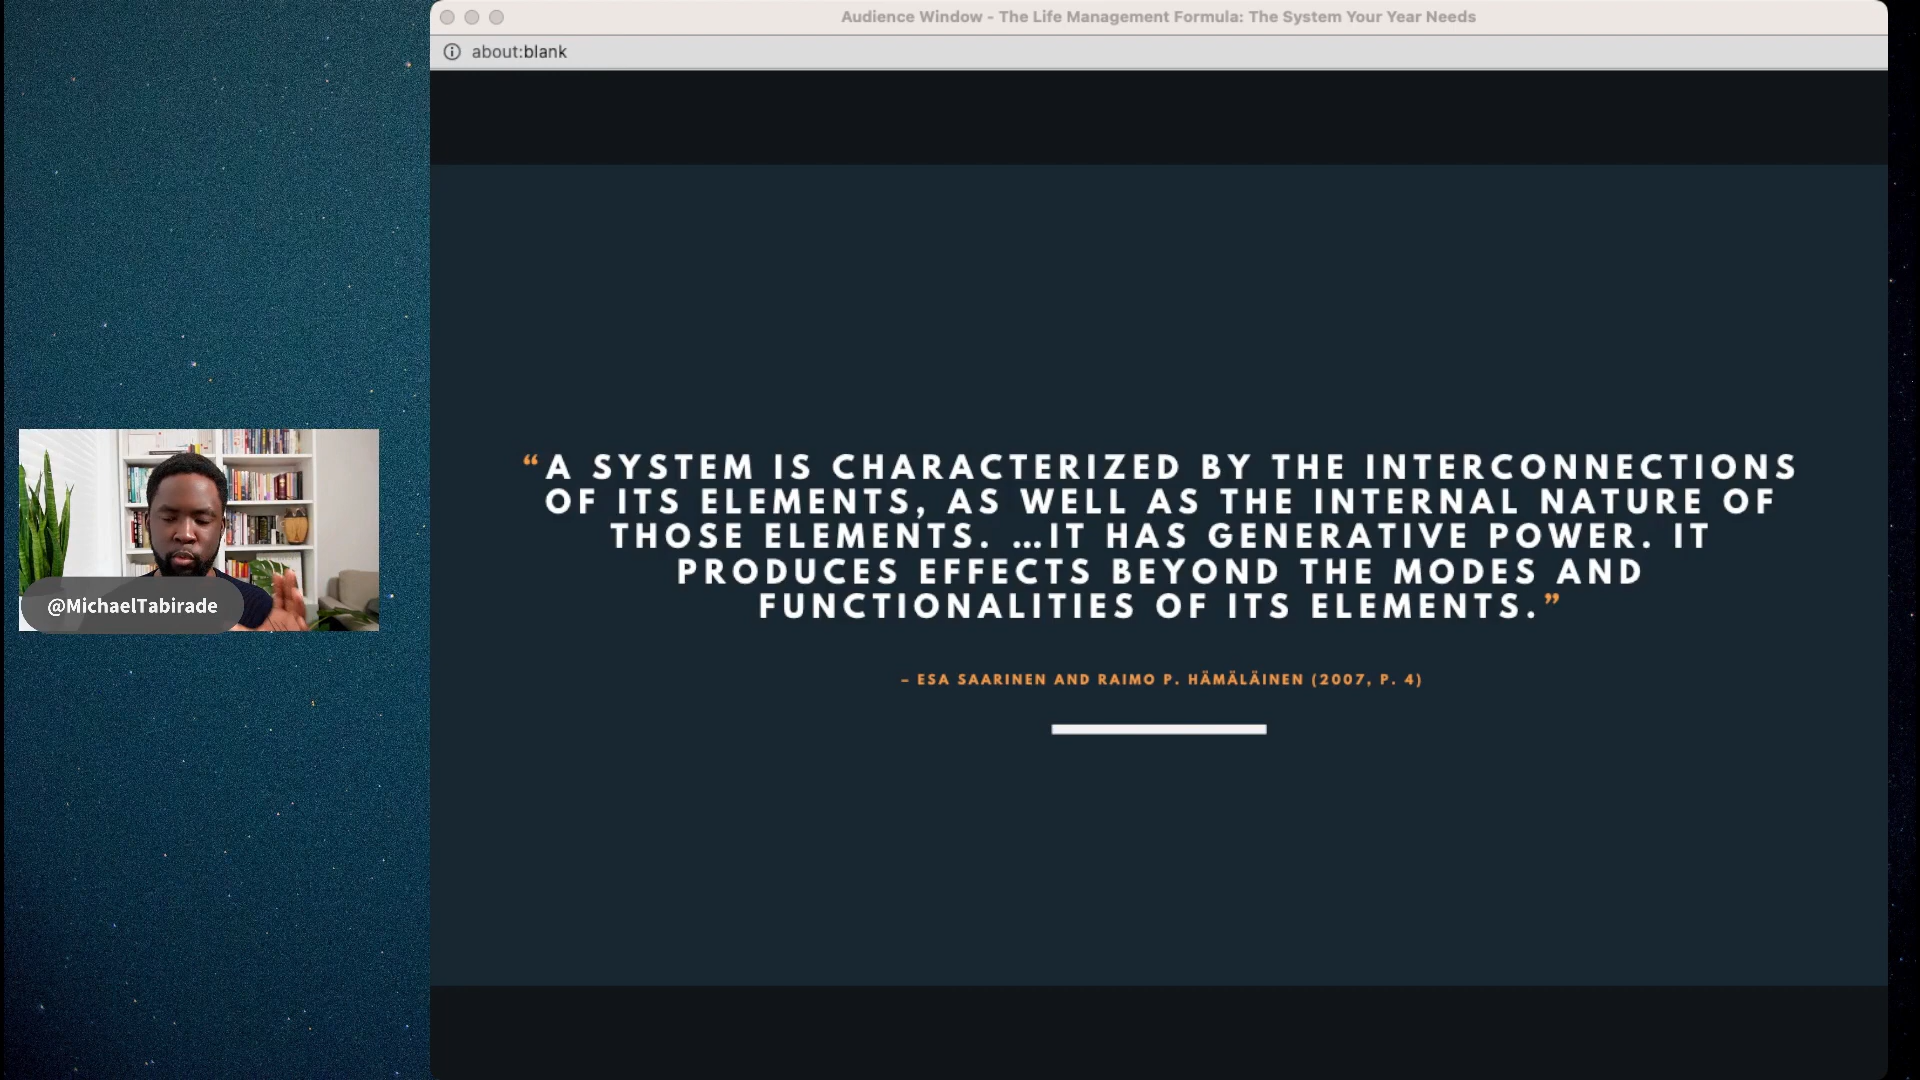 Audience Window - The Life Management Formula: The System Your Year Needs
about:blank
“A SYSTEM IS CHARACTERIZED BY THE INTERCONNECTIONS
OF ITS ELEMENTS, AS WELL AS THE INTERNAL NATURE OF
THOSE ELEMENTS. …IT HAS GENERATIVE POWER. IT
PRODUCES EFFECTS BEYOND THE MODES AND
FUNCTIONALITIES OF ITS ELEMENTS.”
– ESA SAARINEN AND RAIMO P. HÄMÄLÄINEN (2007, P. 4)
@MichaelTabirade